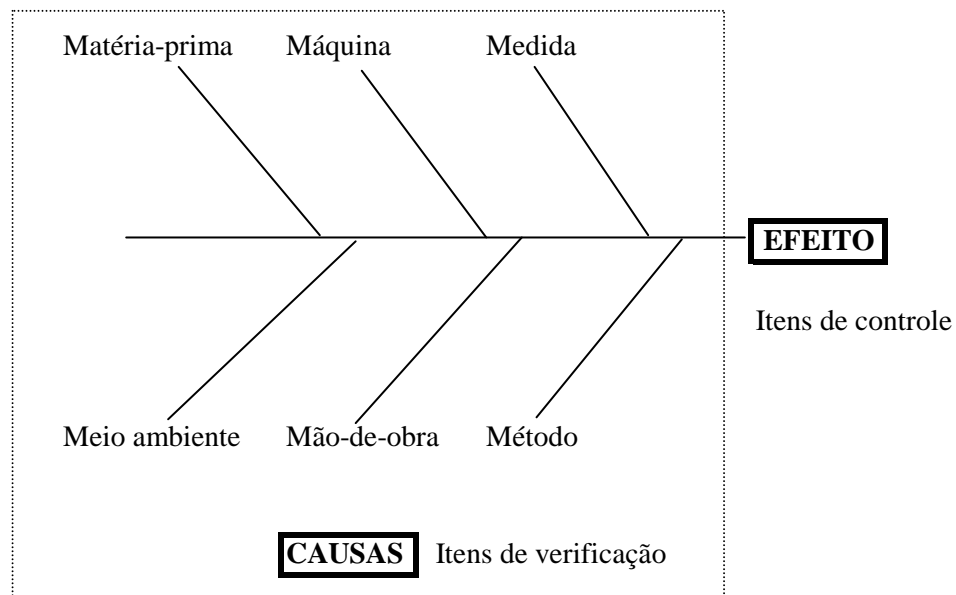 Matéria-prima Máquina Medida
EFEITO
Itens de controle
Meio ambiente Mão-de-obra Método
CAUSAS Itens de verificação